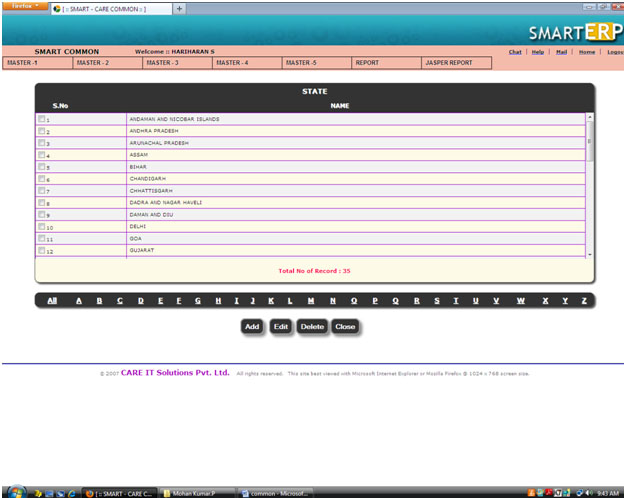 Firefox
[ :: SMART - CARE COMMON :: ]
+
SMARTERP
SMART COMMON Welcome :: HARIHARAN S
Chat | Help | Mail | Home | Logou
MASTER -1 MASTER - 2 MASTER - 3 MASTER - 4 MASTER -5 REPORT JASPER REPORT
STATE
S.No NAME
1 ANDAMAN AND NICOBAR ISLANDS
2 ANDHRA PRADESH
3 ARUNACHAL PRADESH
4 ASSAM
5 BIHAR
6 CHANDIGARH
7 CHHATTISGARH
8 DADRA AND NAGAR HAVELI
9 DAMAN AND DIU
10 DELHI
11 GOA
12 GUJARAT
Total No of Record : 35
All A B C D E F G H I J K L M N O P Q R S T U V W X Y Z
Add Edit Delete Close
© 2007 CARE IT Solutions Pvt. Ltd. All rights reserved. This site best viewed with Microsoft Internet Explorer or Mozilla Firefox @ 1024 x 768 screen size.
[ :: SMART - CARE C... Mohan Kumar.P common - Microsof... 9:43 AM